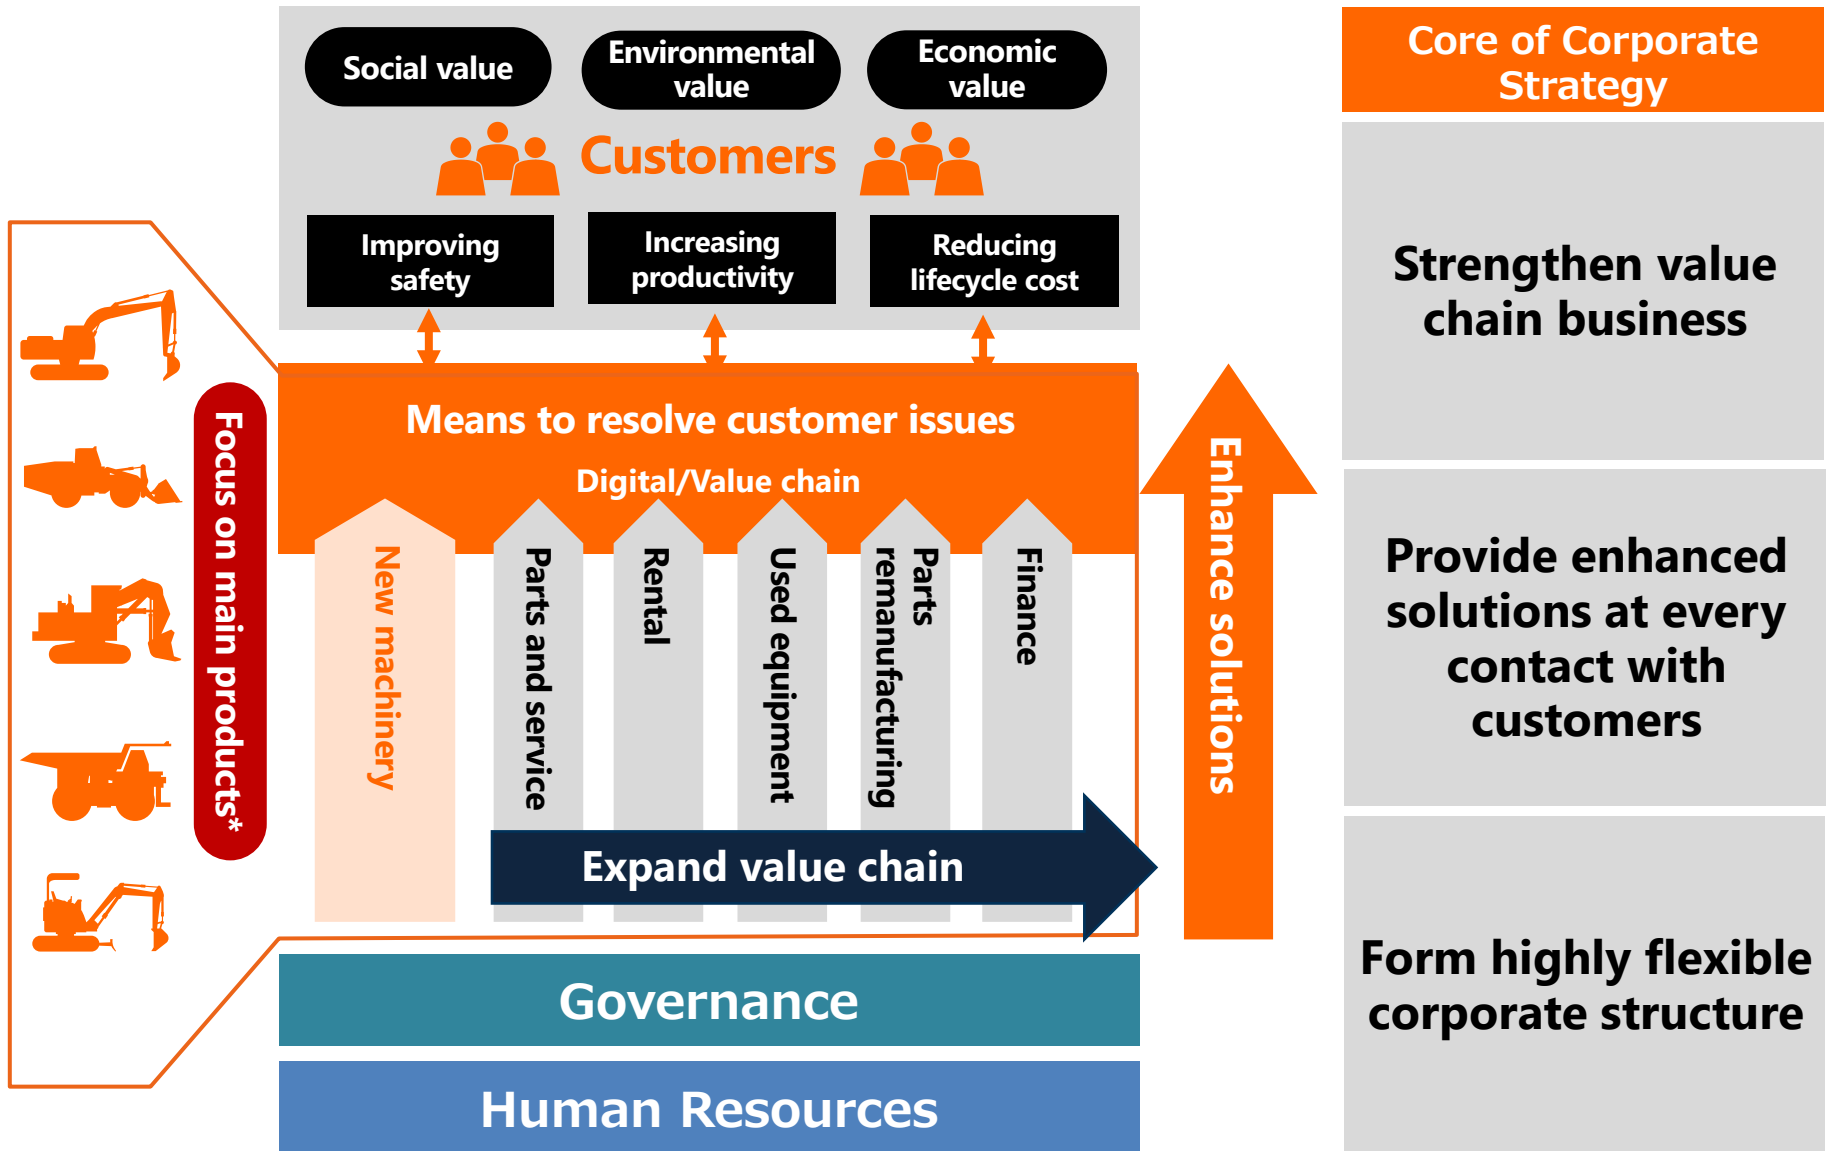 Social value
Environmental
value
Economic
value
Customers
Improving
safety
Increasing
productivity
Reducing
lifecycle cost
Means to resolve customer issues
Digital/Value chain
Focus on main products*
New machinery
Parts and service
Rental
Used equipment
Parts
remanufacturing
Finance
Expand value chain
Enhance solutions
Governance
Human Resources
Core of Corporate
Strategy
Strengthen value
chain business
Provide enhanced
solutions at every
contact with
customers
Form highly flexible
corporate structure